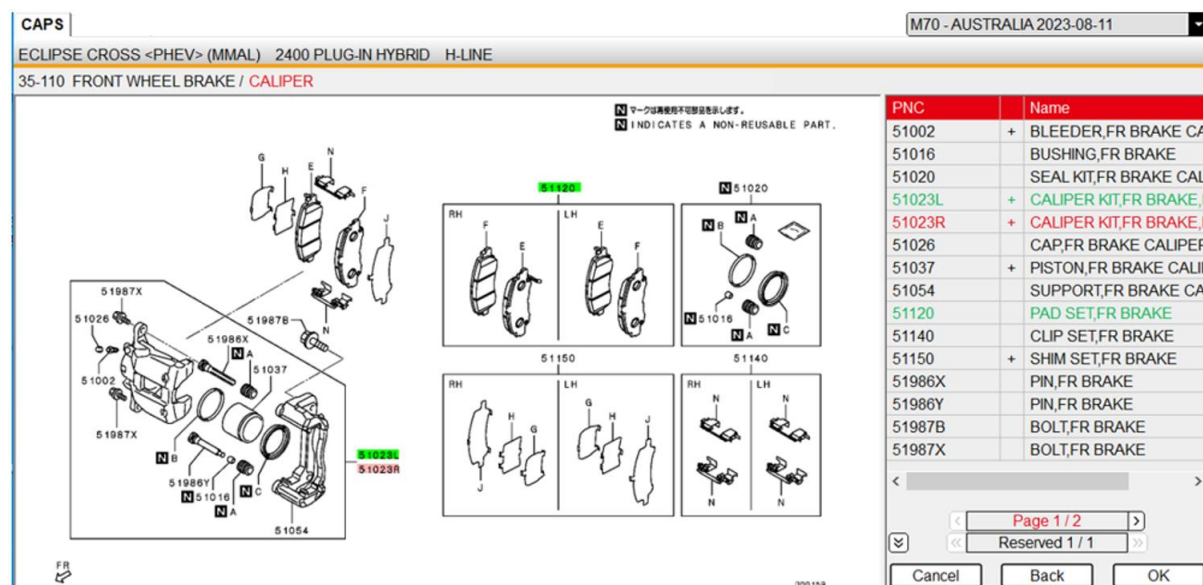 CAPS
M70 - AUSTRALIA 2023-08-11
ECLIPSE CROSS <PHEV> (MMAL) 2400 PLUG-IN HYBRID H-LINE
35-110 FRONT WHEEL BRAKE / CALIPER
N マークは再使用不可部品を示します。
N INDICATES A NON-REUSABLE PART.
G
H
E
N
F
J
N
51987X
51026
51002
51987X
51986X
N A
51987B
51037
N B
51986Y
N 51016
N A
N C
51054
51023L
51023R
FR
51120
RH
LH
F
E
E
F
N 51020
N A
N B
N 51016
N A
N C
51150
RH
LH
J
H
G
G
H
J
51140
RH
LH
N
N
N
N
PNC Name
51002 + BLEEDER,FR BRAKE CA
51016 BUSHING,FR BRAKE
51020 SEAL KIT,FR BRAKE CAL
51023L + CALIPER KIT,FR BRAKE,
51023R + CALIPER KIT,FR BRAKE,
51026 CAP,FR BRAKE CALIPER
51037 + PISTON,FR BRAKE CALI
51054 SUPPORT,FR BRAKE CA
51120 PAD SET,FR BRAKE
51140 CLIP SET,FR BRAKE
51150 + SHIM SET,FR BRAKE
51986X PIN,FR BRAKE
51986Y PIN,FR BRAKE
51987B BOLT,FR BRAKE
51987X BOLT,FR BRAKE
Page 1 / 2
Reserved 1 / 1
Cancel Back OK